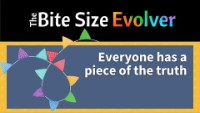 The Bite Size Evolver
Everyone has a
piece of the truth